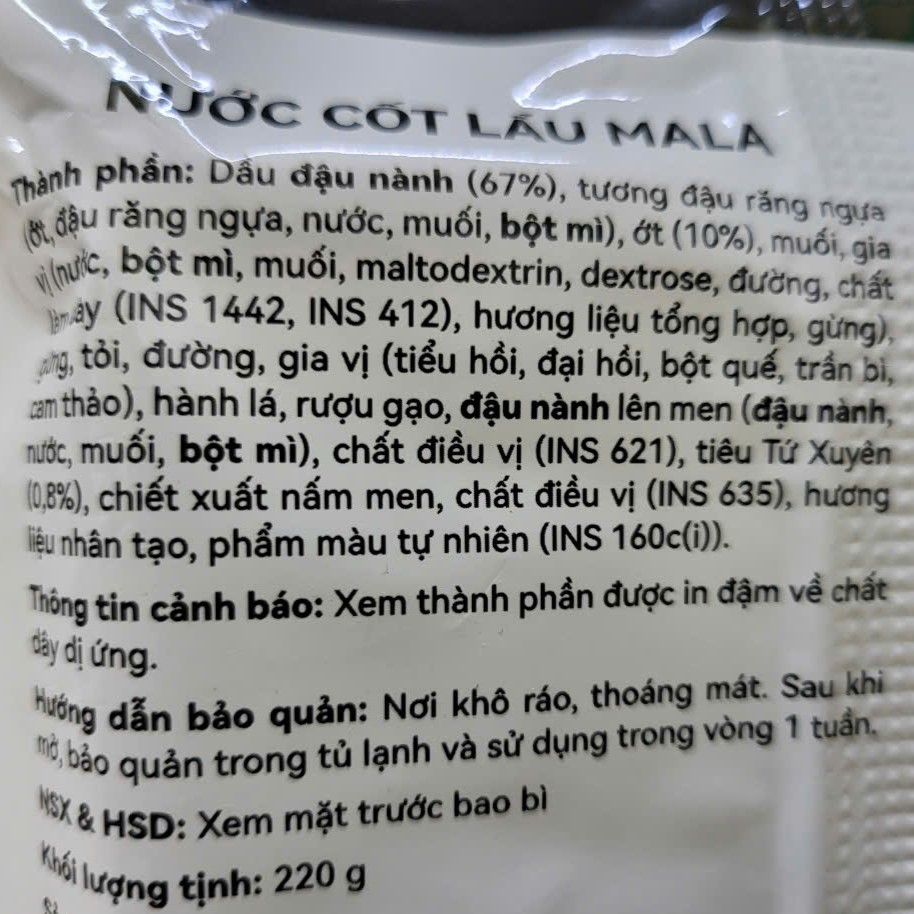 NƯỚC CỐT LẨU MALA
Thành phần: Dầu đậu nành (67%), tương đậu răng ngựa
(ớt, đậu răng ngựa, nước, muối, bột mì), ớt (10%), muối, gia
vị (nước, bột mì, muối, maltodextrin, dextrose, đường, chất
làm dày (INS 1442, INS 412), hương liệu tổng hợp, gừng),
gừng, tỏi, đường, gia vị (tiểu hồi, đại hồi, bột quế, trần bì,
cam thảo), hành lá, rượu gạo, đậu nành lên men (đậu nành,
nước, muối, bột mì), chất điều vị (INS 621), tiêu Tứ Xuyên
(0,8%), chiết xuất nấm men, chất điều vị (INS 635), hương
liệu nhân tạo, phẩm màu tự nhiên (INS 160c(i)).
Thông tin cảnh báo: Xem thành phần được in đậm về chất
dây dị ứng.
Hướng dẫn bảo quản: Nơi khô ráo, thoáng mát. Sau khi
mở, bảo quản trong tủ lạnh và sử dụng trong vòng 1 tuần.
NSX & HSD: Xem mặt trước bao bì
Khối lượng tịnh: 220 g